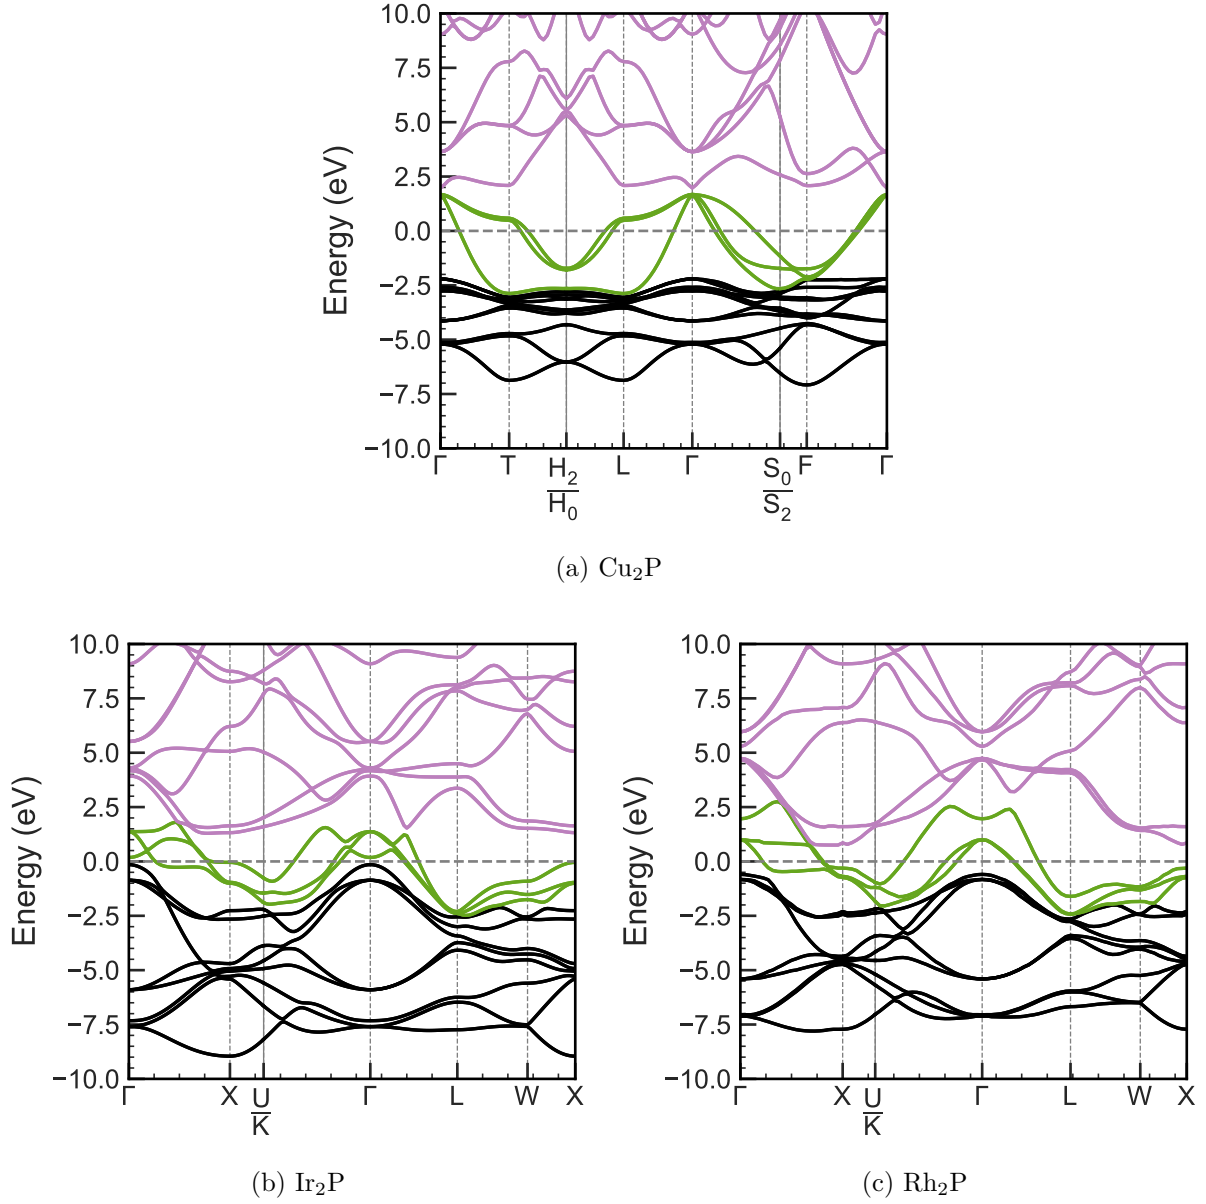 10.0
7.5
5.0
2.5
0.0
−2.5
−5.0
−7.5
−10.0
Energy (eV)
Γ T H₂ L Γ S₀ F Γ
H₀ S₂
(a) Cu₂P
10.0
7.5
5.0
2.5
0.0
−2.5
−5.0
−7.5
−10.0
Energy (eV)
Γ X U Γ L W X
K
(b) Ir₂P
10.0
7.5
5.0
2.5
0.0
−2.5
−5.0
−7.5
−10.0
Energy (eV)
Γ X U Γ L W X
K
(c) Rh₂P